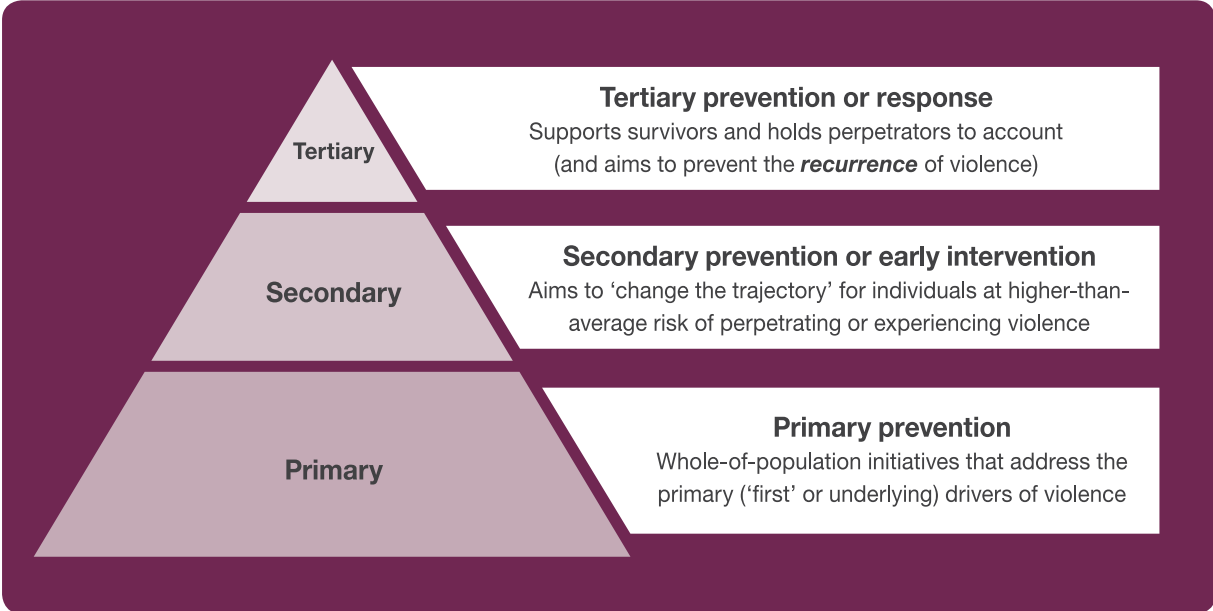 Tertiary
Tertiary prevention or response
Supports survivors and holds perpetrators to account
(and aims to prevent the recurrence of violence)
Secondary
Secondary prevention or early intervention
Aims to ‘change the trajectory’ for individuals at higher-than-
average risk of perpetrating or experiencing violence
Primary
Primary prevention
Whole-of-population initiatives that address the
primary (‘first’ or underlying) drivers of violence